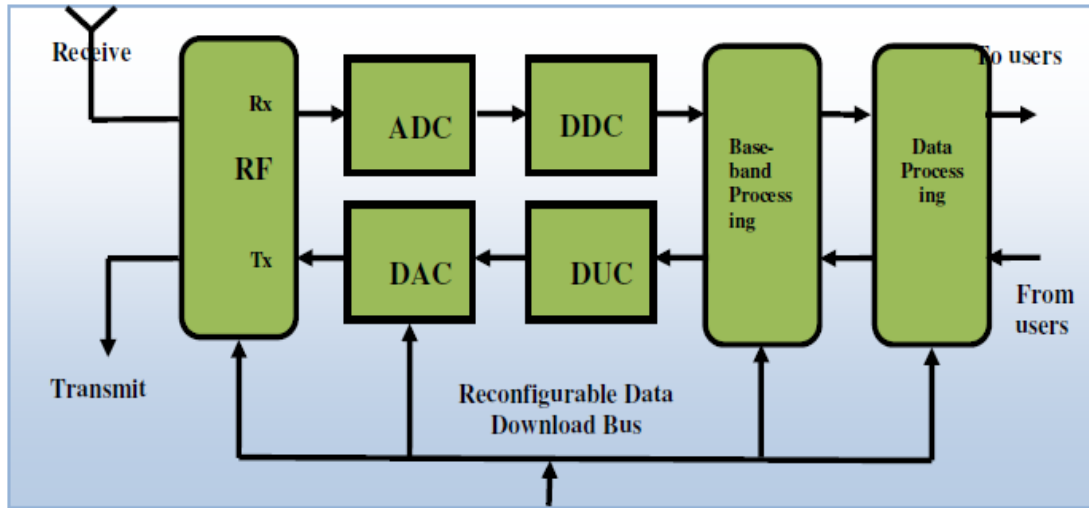 Receive
To users
Rx
ADC
DDC
RF
Base-
band
Process
ing
Data
Process
ing
Tx
DAC
DUC
From
users
Transmit
Reconfigurable Data
Download Bus